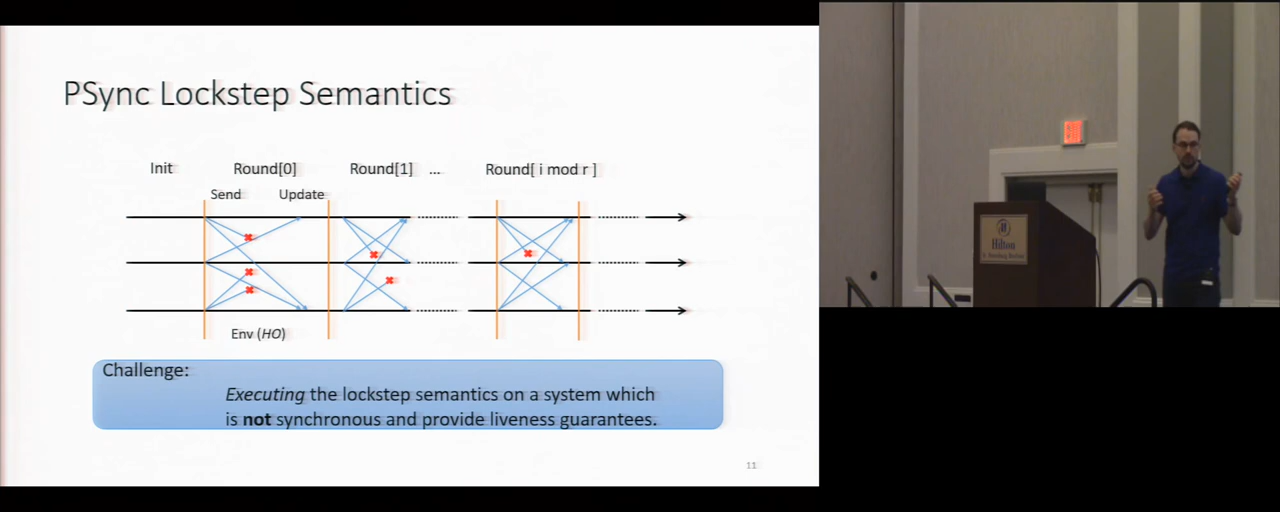 PSync Lockstep Semantics
Init Round[0] Round[1] ... Round[ i mod r ]
Send Update
Env (HO)
Challenge:
Executing the lockstep semantics on a system which
is not synchronous and provide liveness guarantees.
11
Hilton